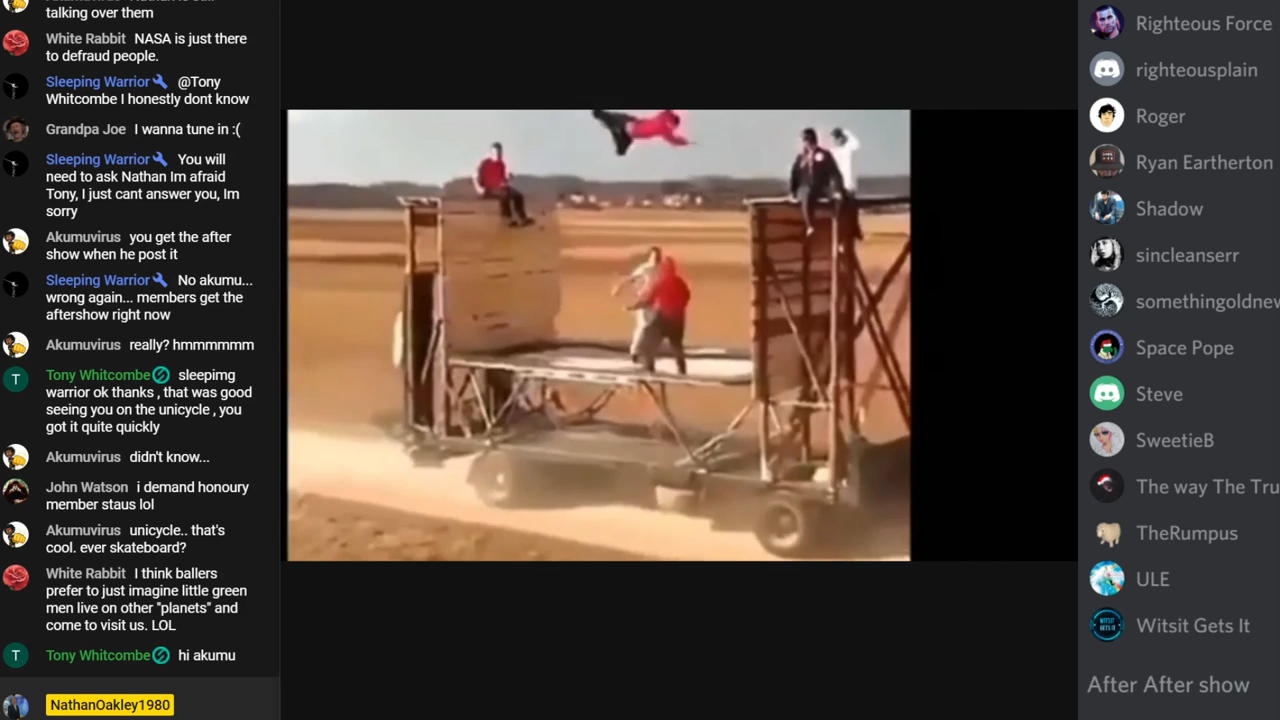 talking over them
White Rabbit NASA is just there
to defraud people.
Sleeping Warrior @Tony
Whitcombe I honestly dont know
Grandpa Joe I wanna tune in :(
Sleeping Warrior You will
need to ask Nathan Im afraid
Tony, I just cant answer you, Im
sorry
Akumuvirus you get the after
show when he post it
Sleeping Warrior No akumu...
wrong again... members get the
aftershow right now
Akumuvirus really? hmmmmmm
T
Tony Whitcombe sleepimg
warrior ok thanks , that was good
seeing you on the unicycle , you
got it quite quickly
Akumuvirus didn't know...
John Watson i demand honoury
member staus lol
Akumuvirus unicycle.. that's
cool. ever skateboard?
White Rabbit I think ballers
prefer to just imagine little green
men live on other "planets" and
come to visit us. LOL
T
Tony Whitcombe hi akumu
NathanOakley1980
Righteous Force
righteousplain
Roger
Ryan Eartherton
Shadow
sincleanserr
somethingoldnew
Space Pope
Steve
SweetieB
The way The Tru
TheRumpus
ULE
Witsit Gets It
After After show